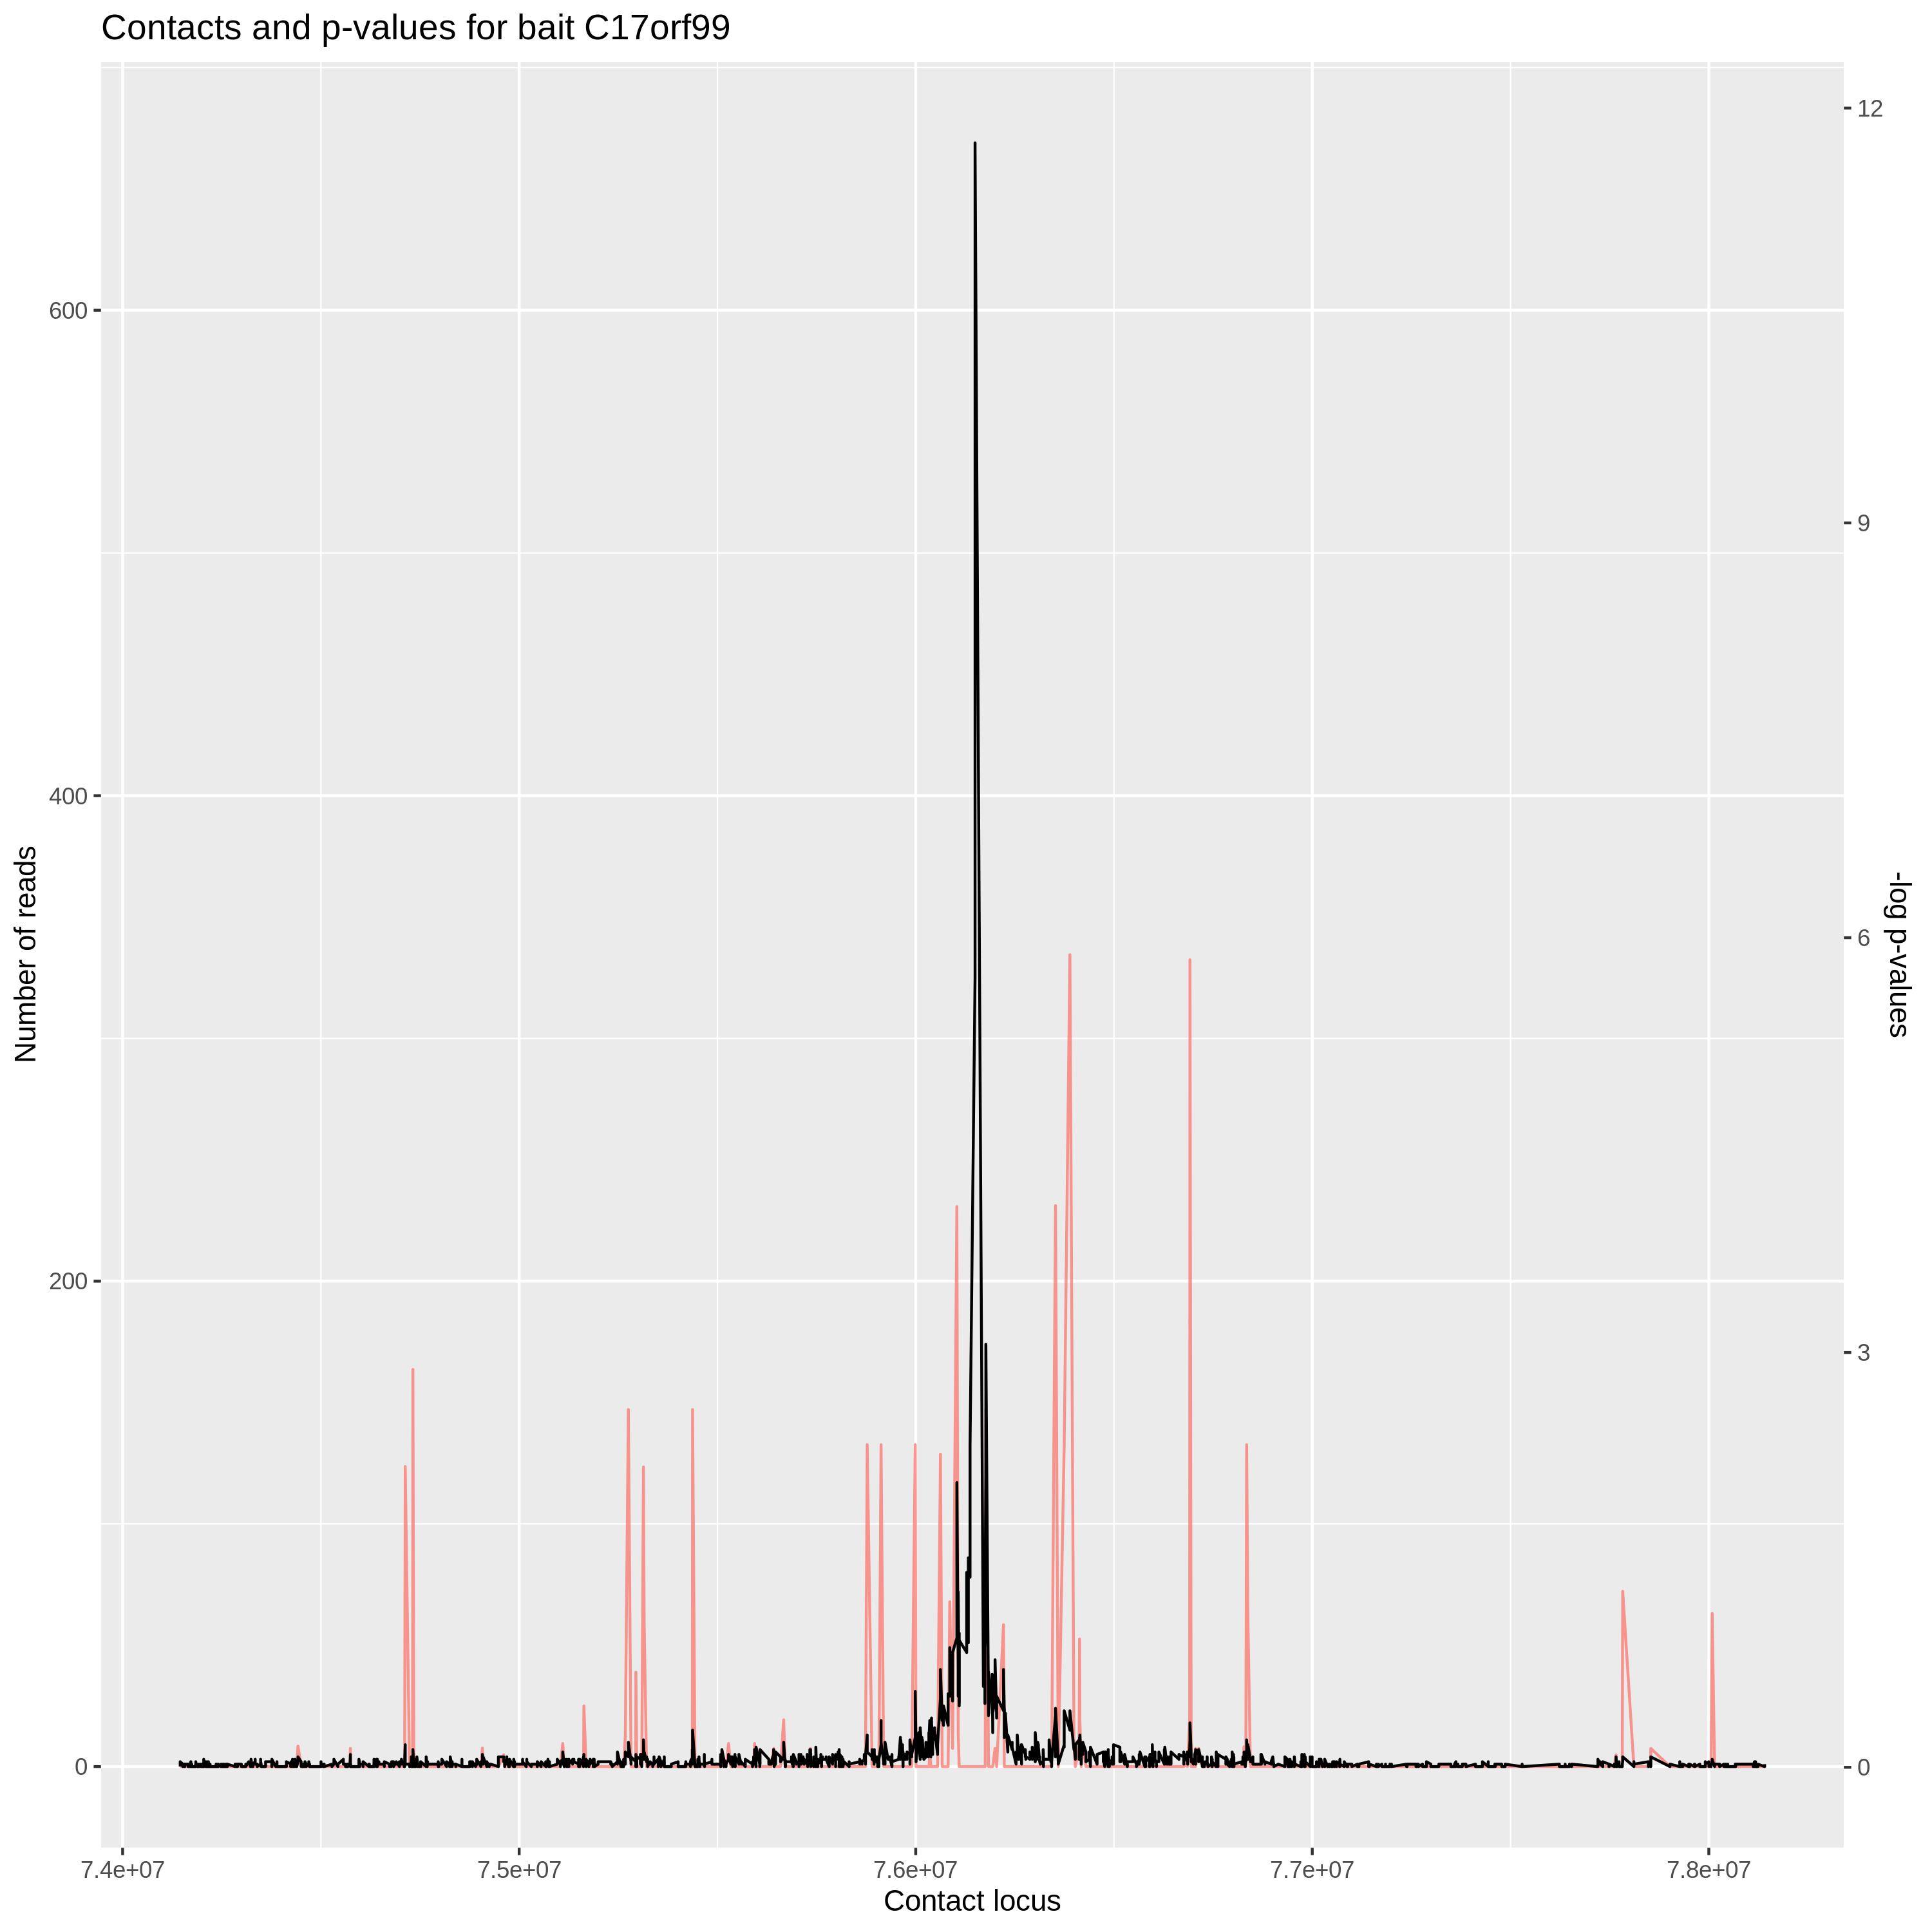 Contacts and p-values for bait C17orf99
12
600
9
400
Number of reads
-log p-values
6
200
3
0
0
7.4e+07
7.5e+07
7.6e+07
7.7e+07
7.8e+07
Contact locus